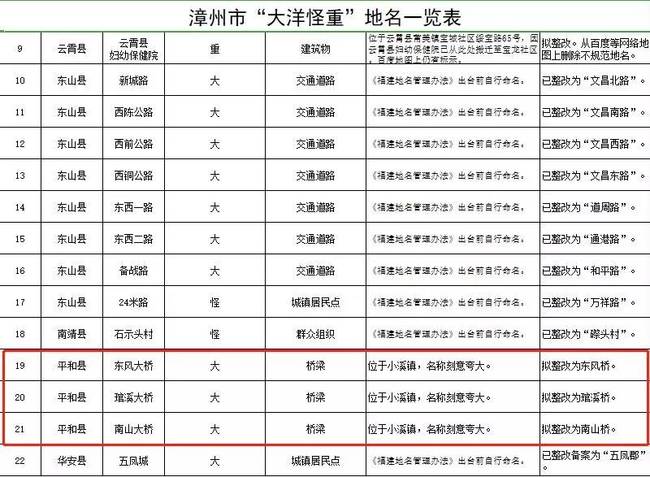 漳州市“大洋怪重”地名一览表
9 云霄县 云霄县妇幼保健院 重 建筑物 位于云霄县莆美镇宝城社区绥宝路65号，因云霄县妇幼保健院已从此处搬迁至宝龙社区，百度地图上仍有标示。 拟整改。从百度等网络地图上删除不规范地名。
10 东山县 新城路 大 交通道路 《福建地名管理办法》出台前自行命名。 已整改为“文昌北路”。
11 东山县 西陈公路 大 交通道路 《福建地名管理办法》出台前自行命名。 已整改为“文昌南路”。
12 东山县 西前公路 大 交通道路 《福建地名管理办法》出台前自行命名。 已整改为“文昌西路”。
13 东山县 西铜公路 大 交通道路 《福建地名管理办法》出台前自行命名。 已整改为“文昌东路”。
14 东山县 东西一路 大 交通道路 《福建地名管理办法》出台前自行命名。 已整改为“道周路”。
15 东山县 东西二路 大 交通道路 《福建地名管理办法》出台前自行命名。 已整改为“通港路”。
16 东山县 备战路 大 交通道路 《福建地名管理办法》出台前自行命名。 已整改为“和平路”。
17 东山县 24米路 怪 城镇居民点 《福建地名管理办法》出台前自行命名。 已整改为“万祥路”。
18 南靖县 石示头村 怪 群众组织 《福建地名管理办法》出台前自行命名。 已整改为“磜头村”。
19 平和县 东风大桥 大 桥梁 位于小溪镇，名称刻意夸大。 拟整改为东风桥。
20 平和县 琯溪大桥 大 桥梁 位于小溪镇，名称刻意夸大。 拟整改为琯溪桥。
21 平和县 南山大桥 大 桥梁 位于小溪镇，名称刻意夸大。 拟整改为南山桥。
22 华安县 五凤城 大 城镇居民点 《福建地名管理办法》出台前自行命名。 已整改备案为“五凤郡”。